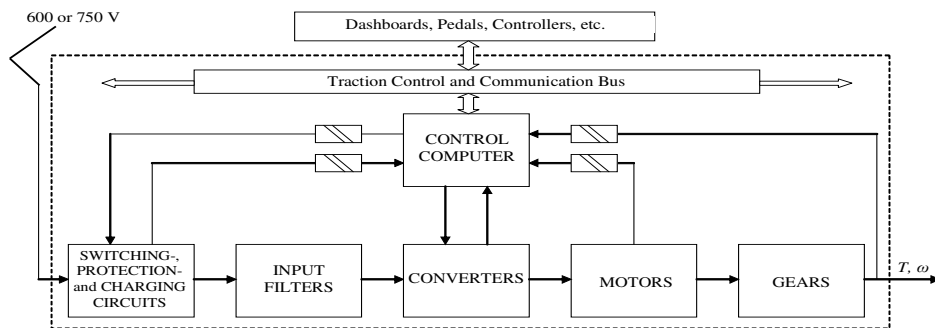 600 or 750 V
Dashboards, Pedals, Controllers, etc.
Traction Control and Communication Bus
CONTROL
COMPUTER
SWITCHING-,
PROTECTION-
and CHARGING
CIRCUITS
INPUT
FILTERS
CONVERTERS
MOTORS
GEARS
T, ω